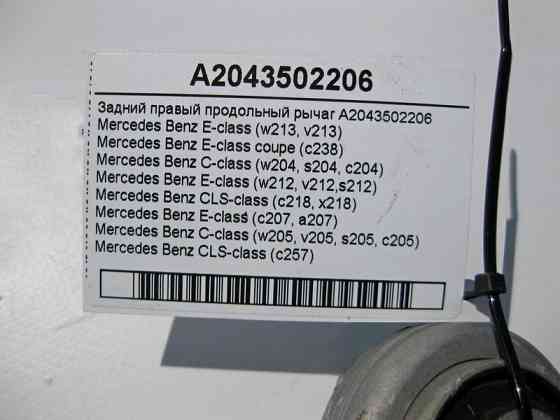 A2043502206
Задний правый продольный рычаг A2043502206
Mercedes Benz E-class (w213, v213)
Mercedes Benz E-class coupe (c238)
Mercedes Benz C-class (w204, s204, c204)
Mercedes Benz E-class (w212, v212,s212)
Mercedes Benz CLS-class (c218, x218)
Mercedes Benz E-class (c207, a207)
Mercedes Benz C-class (w205, v205, s205, c205)
Mercedes Benz CLS-class (c257)